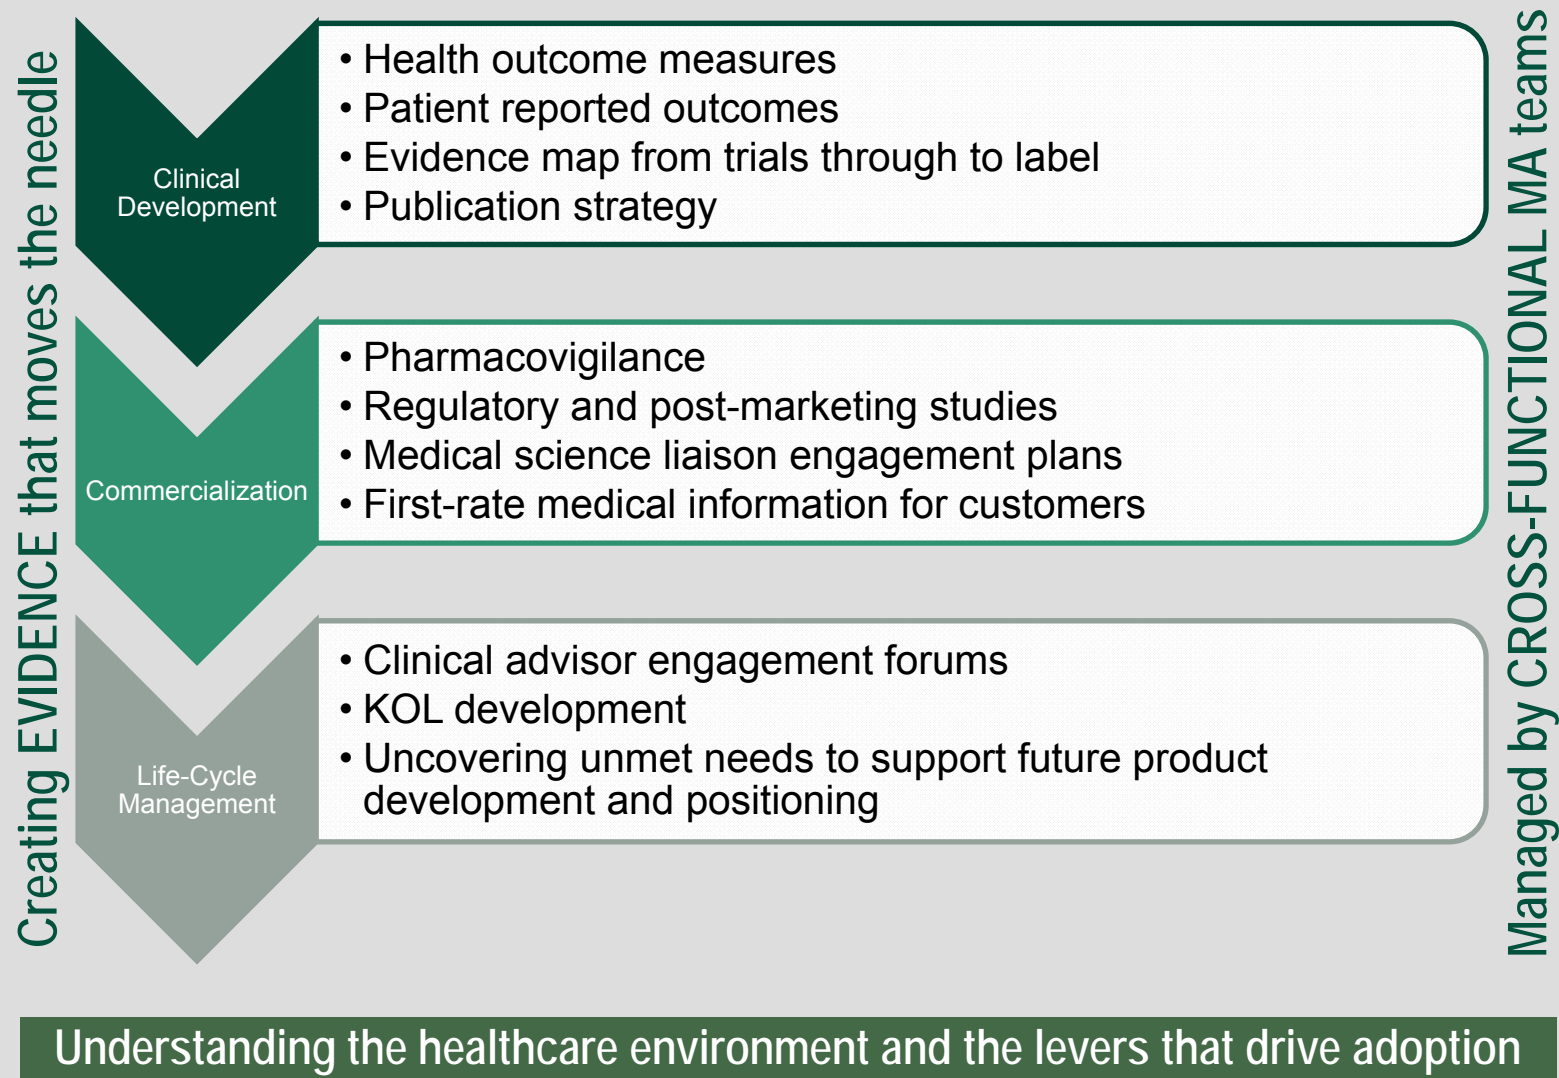 Creating EVIDENCE that moves the needle
Clinical
Development
• Health outcome measures
• Patient reported outcomes
• Evidence map from trials through to label
• Publication strategy
Commercialization
• Pharmacovigilance
• Regulatory and post-marketing studies
• Medical science liaison engagement plans
• First-rate medical information for customers
Life-Cycle
Management
• Clinical advisor engagement forums
• KOL development
• Uncovering unmet needs to support future product
development and positioning
Managed by CROSS-FUNCTIONAL MA teams
Understanding the healthcare environment and the levers that drive adoption